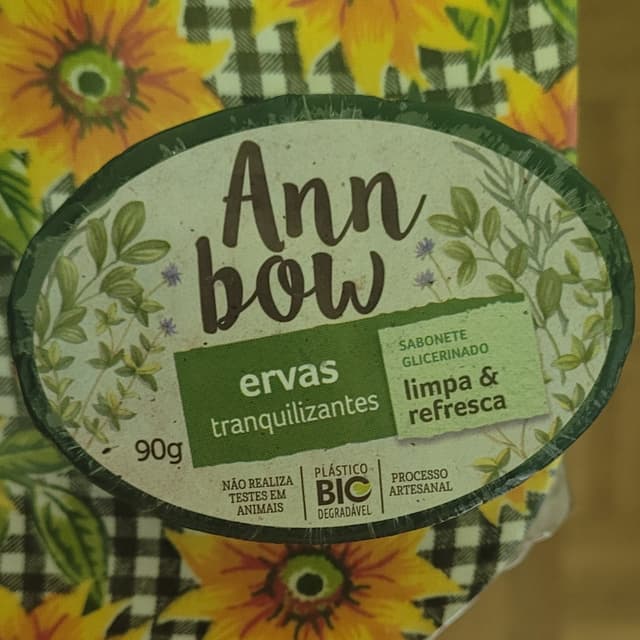 Ann
bow
ervas
tranquilizantes
SABONETE
GLICERINADO
limpa &
refresca
90g
NÃO REALIZA
TESTES EM
ANIMAIS
PLÁSTICO
BIO
DEGRADÁVEL
PROCESSO
ARTESANAL